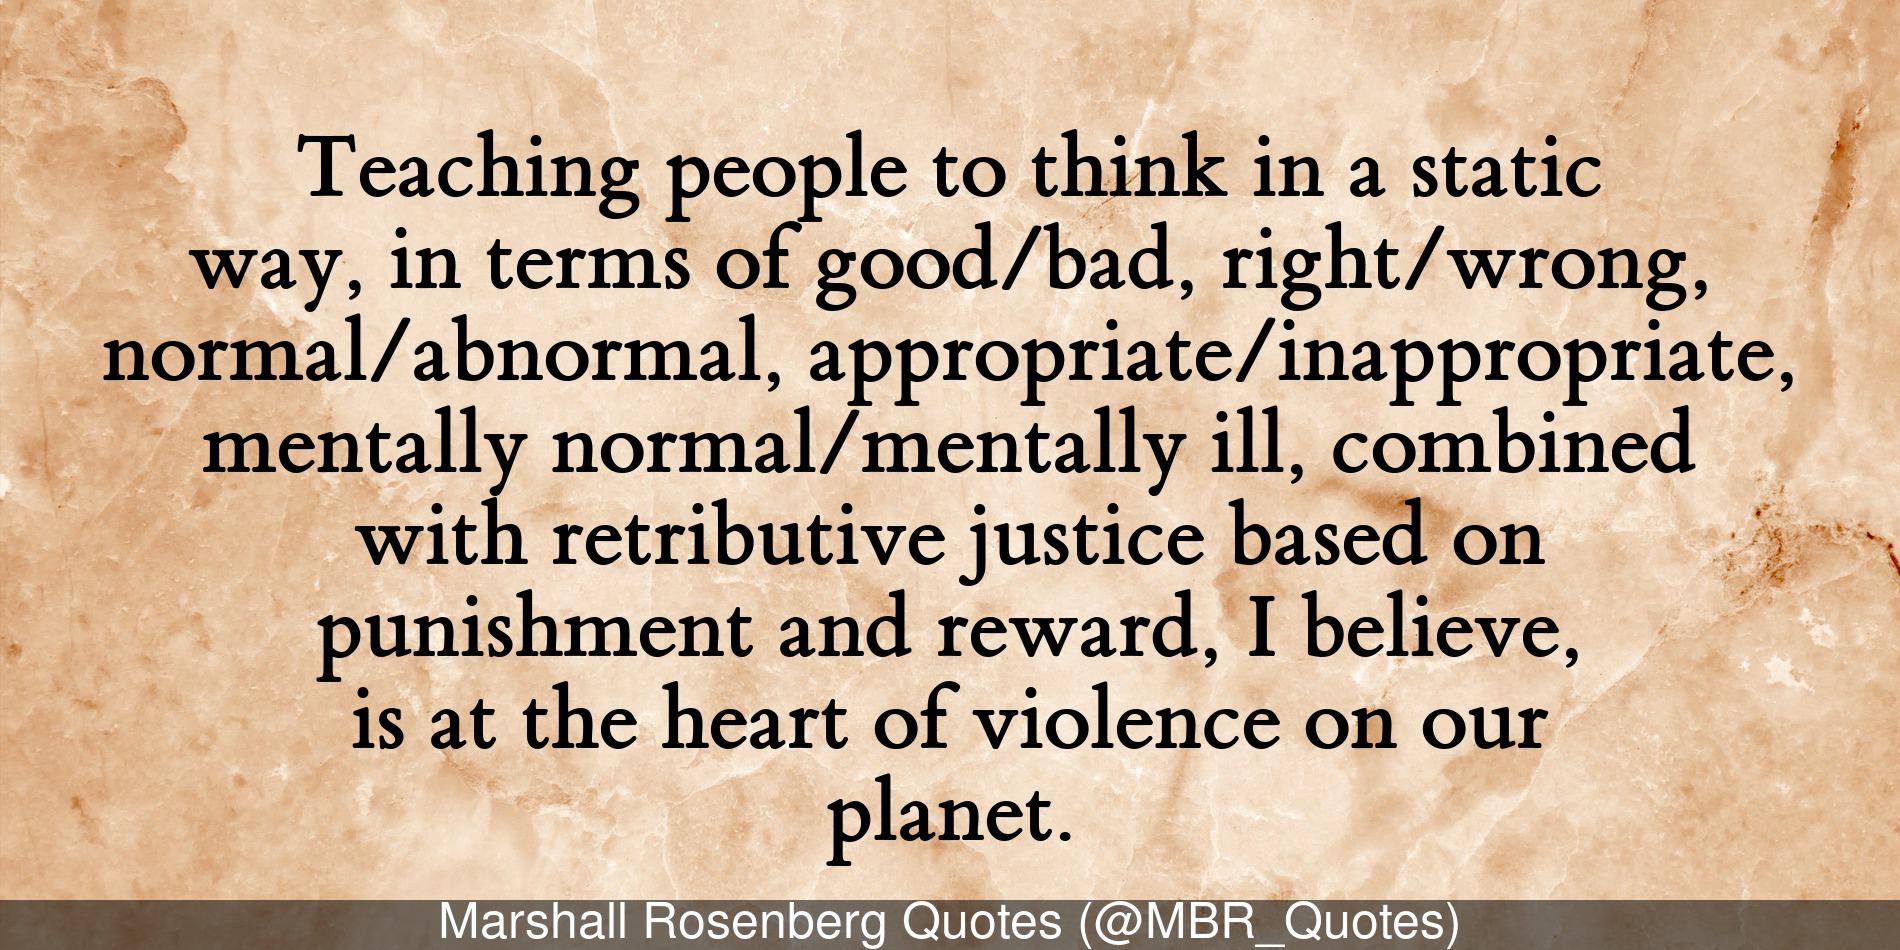 Teaching people to think in a static
way, in terms of good/bad, right/wrong,
normal/abnormal, appropriate/inappropriate,
mentally normal/mentally ill, combined
with retributive justice based on
punishment and reward, I believe,
is at the heart of violence on our
planet.
Marshall Rosenberg Quotes (@MBR_Quotes)